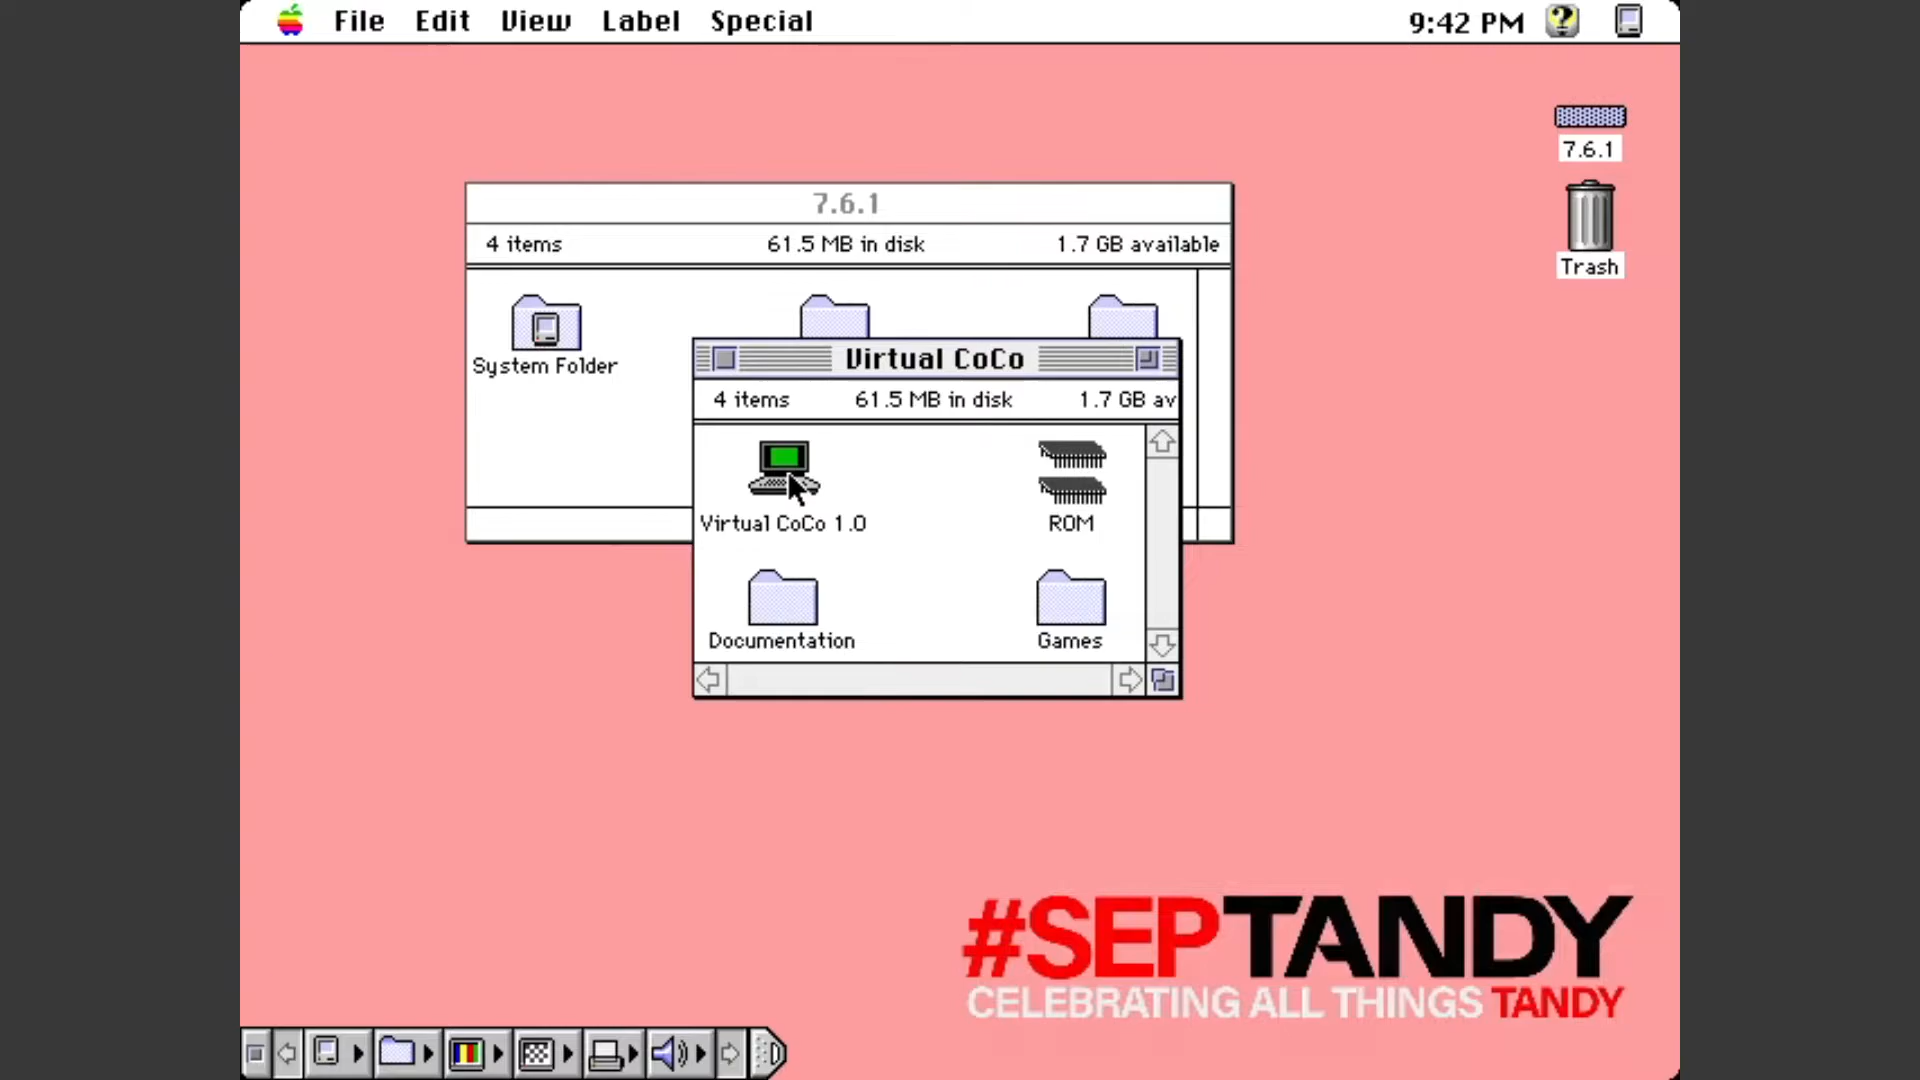 File Edit View Label Special 9:42 PM
7.6.1
Trash
7.6.1
4 items 61.5 MB in disk 1.7 GB available
System Folder
Virtual CoCo
4 items 61.5 MB in disk 1.7 GB av
Virtual CoCo 1.0 ROM
Documentation Games
#SEPTANDY
CELEBRATING ALL THINGS TANDY